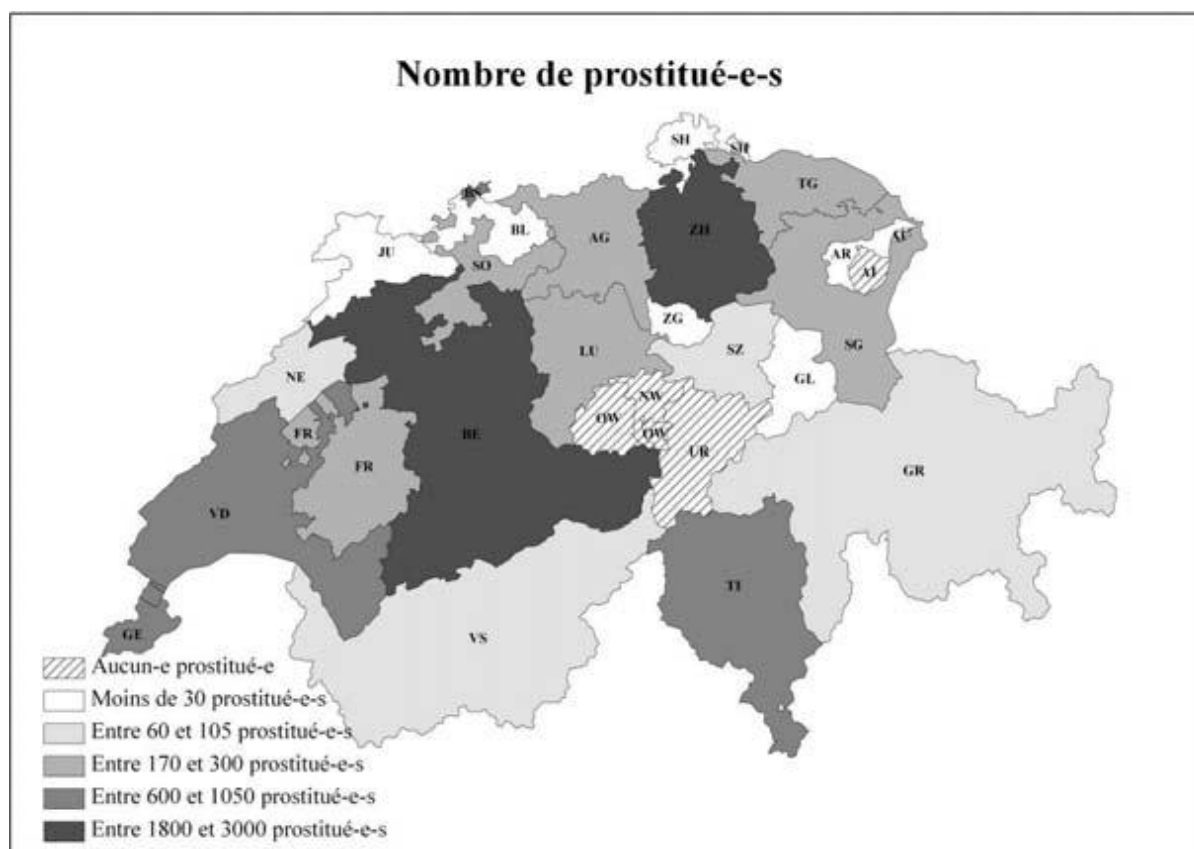 Nombre de prostitué-e-s
SH
SH
TG
BS
BL
AG
ZH
JU
SO
AR
AI
ZG
SZ
LU
SG
NE
GL
NW
OW
OW
FR
BE
UR
FR
GR
VD
TI
GE
VS
Aucun-e prostitué-e
Moins de 30 prostitué-e-s
Entre 60 et 105 prostitué-e-s
Entre 170 et 300 prostitué-e-s
Entre 600 et 1050 prostitué-e-s
Entre 1800 et 3000 prostitué-e-s